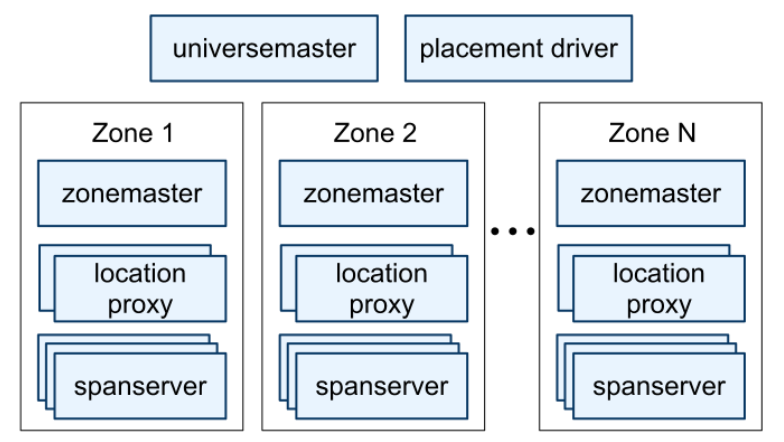 universemaster
placement driver
Zone 1
zonemaster
location
proxy
spanserver
Zone 2
zonemaster
location
proxy
spanserver
...
Zone N
zonemaster
location
proxy
spanserver